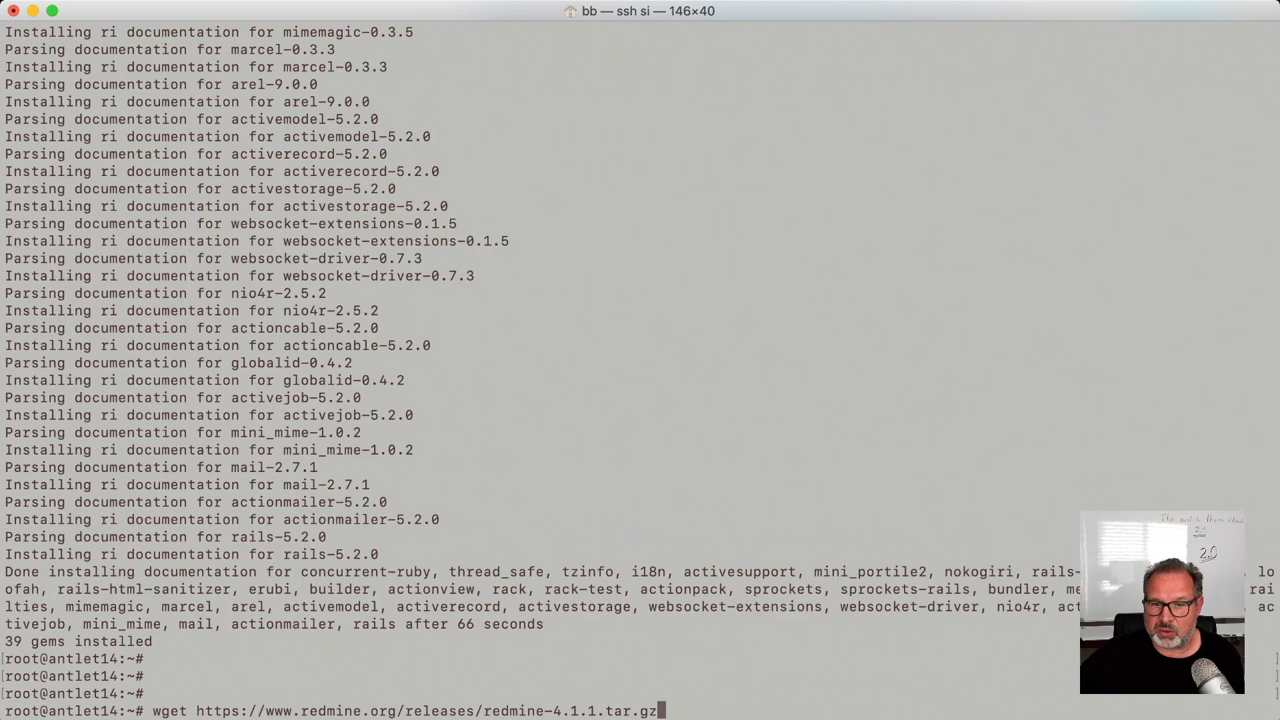 bb — ssh si — 146×40
Installing ri documentation for mimemagic-0.3.5
Parsing documentation for marcel-0.3.3
Installing ri documentation for marcel-0.3.3
Parsing documentation for arel-9.0.0
Installing ri documentation for arel-9.0.0
Parsing documentation for activemodel-5.2.0
Installing ri documentation for activemodel-5.2.0
Parsing documentation for activerecord-5.2.0
Installing ri documentation for activerecord-5.2.0
Parsing documentation for activestorage-5.2.0
Installing ri documentation for activestorage-5.2.0
Parsing documentation for websocket-extensions-0.1.5
Installing ri documentation for websocket-extensions-0.1.5
Parsing documentation for websocket-driver-0.7.3
Installing ri documentation for websocket-driver-0.7.3
Parsing documentation for nio4r-2.5.2
Installing ri documentation for nio4r-2.5.2
Parsing documentation for actioncable-5.2.0
Installing ri documentation for actioncable-5.2.0
Parsing documentation for globalid-0.4.2
Installing ri documentation for globalid-0.4.2
Parsing documentation for activejob-5.2.0
Installing ri documentation for activejob-5.2.0
Parsing documentation for mini_mime-1.0.2
Installing ri documentation for mini_mime-1.0.2
Parsing documentation for mail-2.7.1
Installing ri documentation for mail-2.7.1
Parsing documentation for actionmailer-5.2.0
Installing ri documentation for actionmailer-5.2.0
Parsing documentation for rails-5.2.0
Installing ri documentation for rails-5.2.0
Done installing documentation for concurrent-ruby, thread_safe, tzinfo, i18n, activesupport, mini_portile2, nokogiri, rails- lo
ofah, rails-html-sanitizer, erubi, builder, actionview, rack, rack-test, actionpack, sprockets, sprockets-rails, bundler, me rai
lties, mimemagic, marcel, arel, activemodel, activerecord, activestorage, websocket-extensions, websocket-driver, nio4r, ac ac
tivejob, mini_mime, mail, actionmailer, rails after 66 seconds
39 gems installed
[root@antlet14:~#
[root@antlet14:~#
[root@antlet14:~#
root@antlet14:~# wget https://www.redmine.org/releases/redmine-4.1.1.tar.gz
20
20